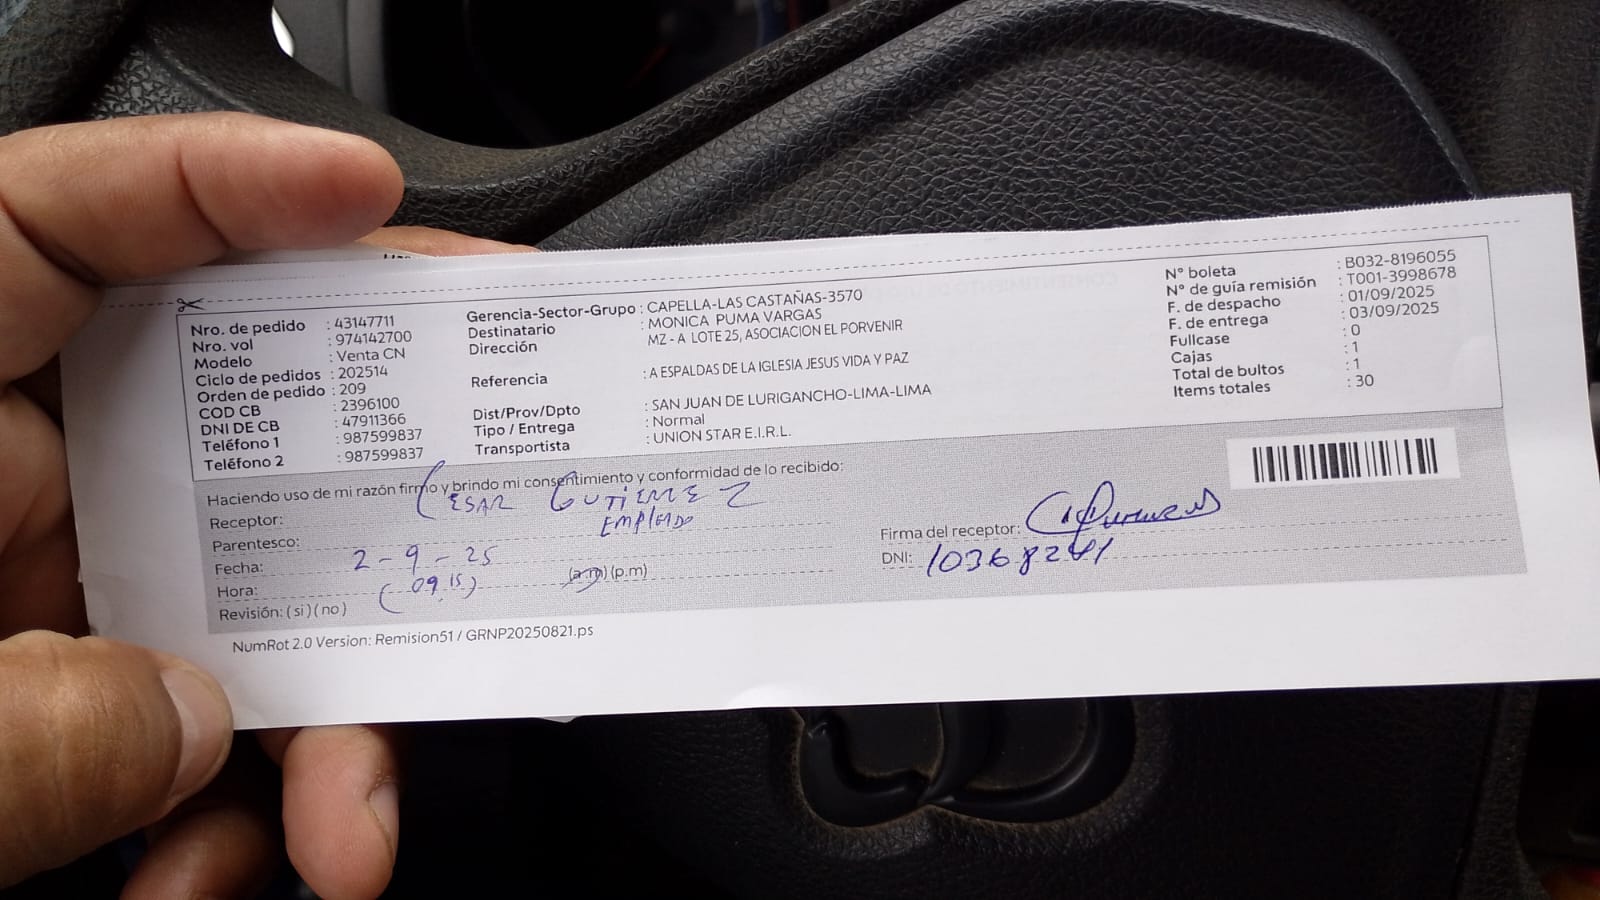 Nro. de pedido : 43147711
Nro. vol : 974142700
Modelo : Venta CN
Ciclo de pedidos : 202514
Orden de pedido : 209
COD CB : 2396100
DNI DE CB : 47911366
Teléfono 1 : 987599837
Teléfono 2 : 987599837
Gerencia-Sector-Grupo : CAPELLA-LAS CASTAÑAS-3570
Destinatario : MONICA PUMA VARGAS
Dirección MZ - A LOTE 25, ASOCIACION EL PORVENIR
Referencia : A ESPALDAS DE LA IGLESIA JESUS VIDA Y PAZ
Dist/Prov/Dpto : SAN JUAN DE LURIGANCHO-LIMA-LIMA
Tipo / Entrega : Normal
Transportista : UNION STAR E.I.R.L.
N° boleta : B032-8196055
N° de guía remisión : T001-3998678
F. de despacho : 01/09/2025
F. de entrega : 03/09/2025
Fullcase : 0
Cajas : 1
Total de bultos : 1
Items totales : 30
Haciendo uso de mi razón firmo y brindo mi consentimiento y conformidad de lo recibido:
Receptor: CESAR GUTIERREZ
Parentesco: EMPLEADO
Fecha: 2-9-25
Hora: (09 15) (a.m)(p.m)
Revisión: (si)(no)
Firma del receptor:
DNI: 10368241
NumRot 2.0 Version: Remision51 / GRNP20250821.ps